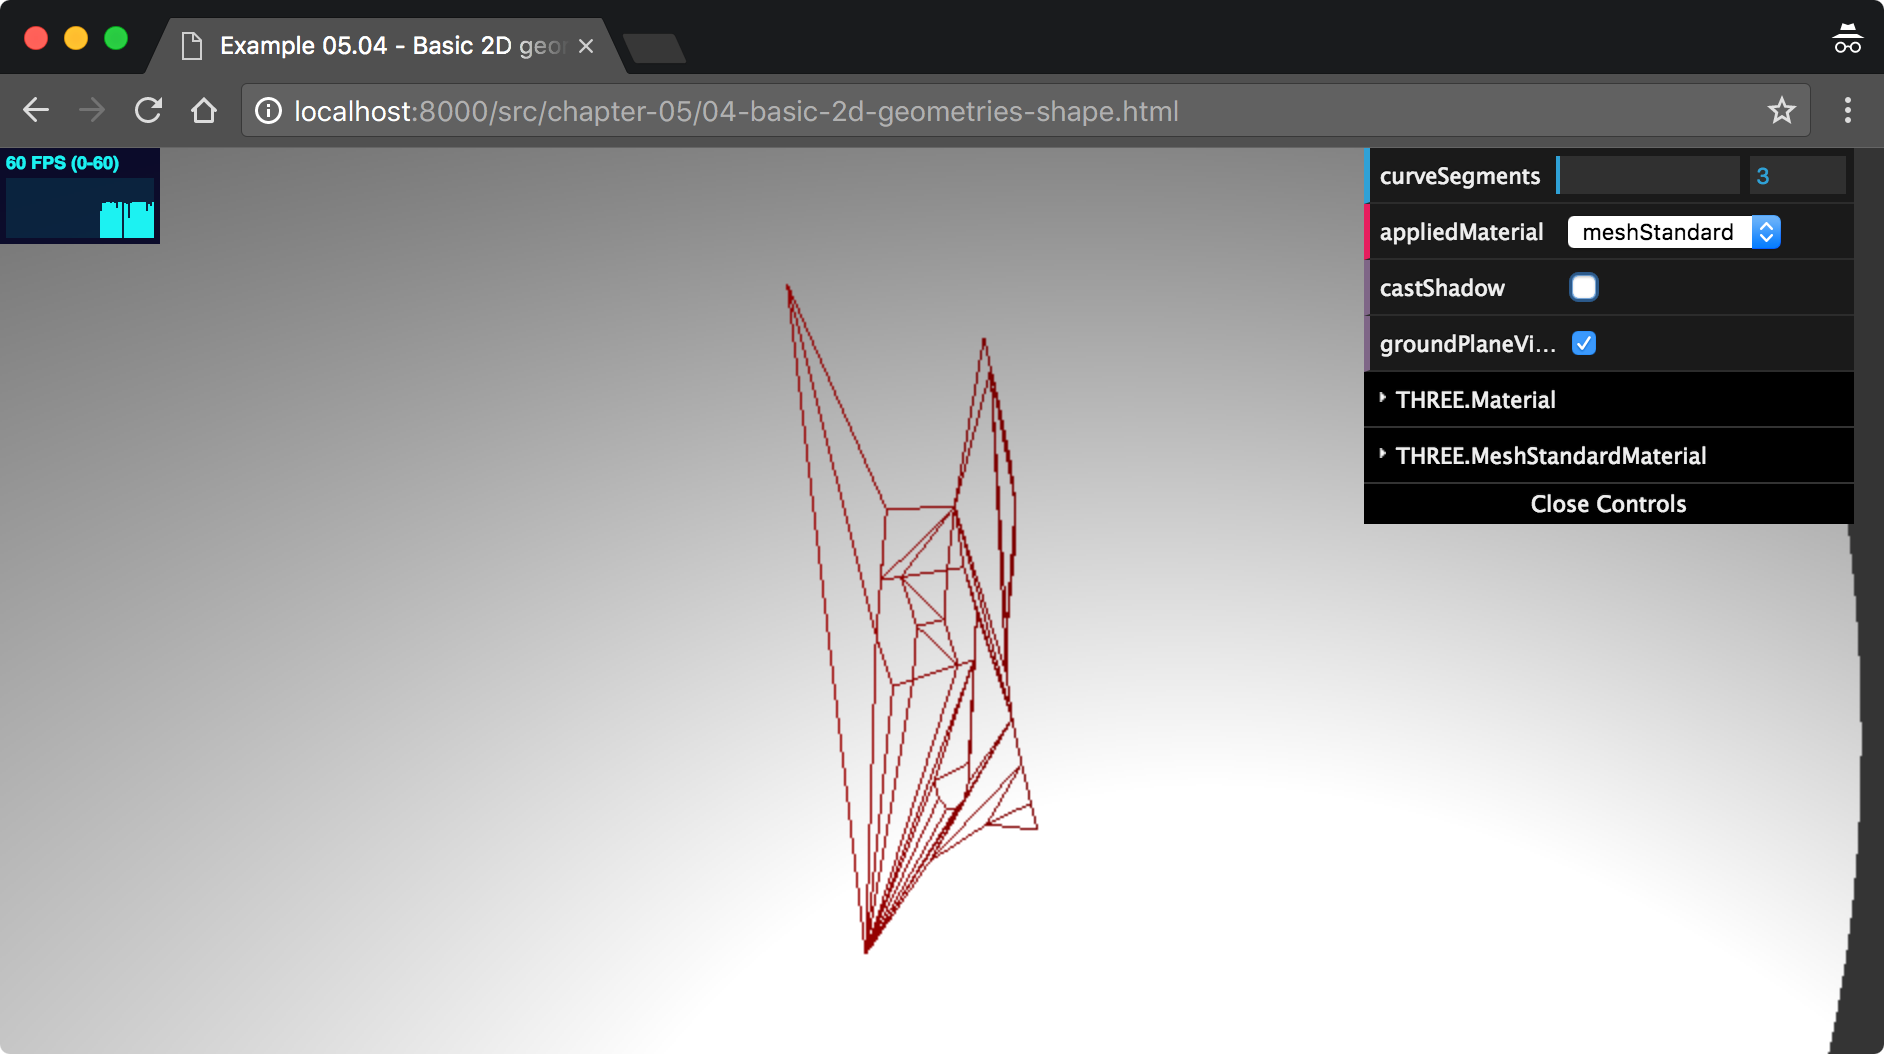 Example 05.04 - Basic 2D geor
localhost:8000/src/chapter-05/04-basic-2d-geometries-shape.html
60 FPS (0-60)
curveSegments 3
appliedMaterial meshStandard
castShadow
groundPlaneVi...
THREE.Material
THREE.MeshStandardMaterial
Close Controls